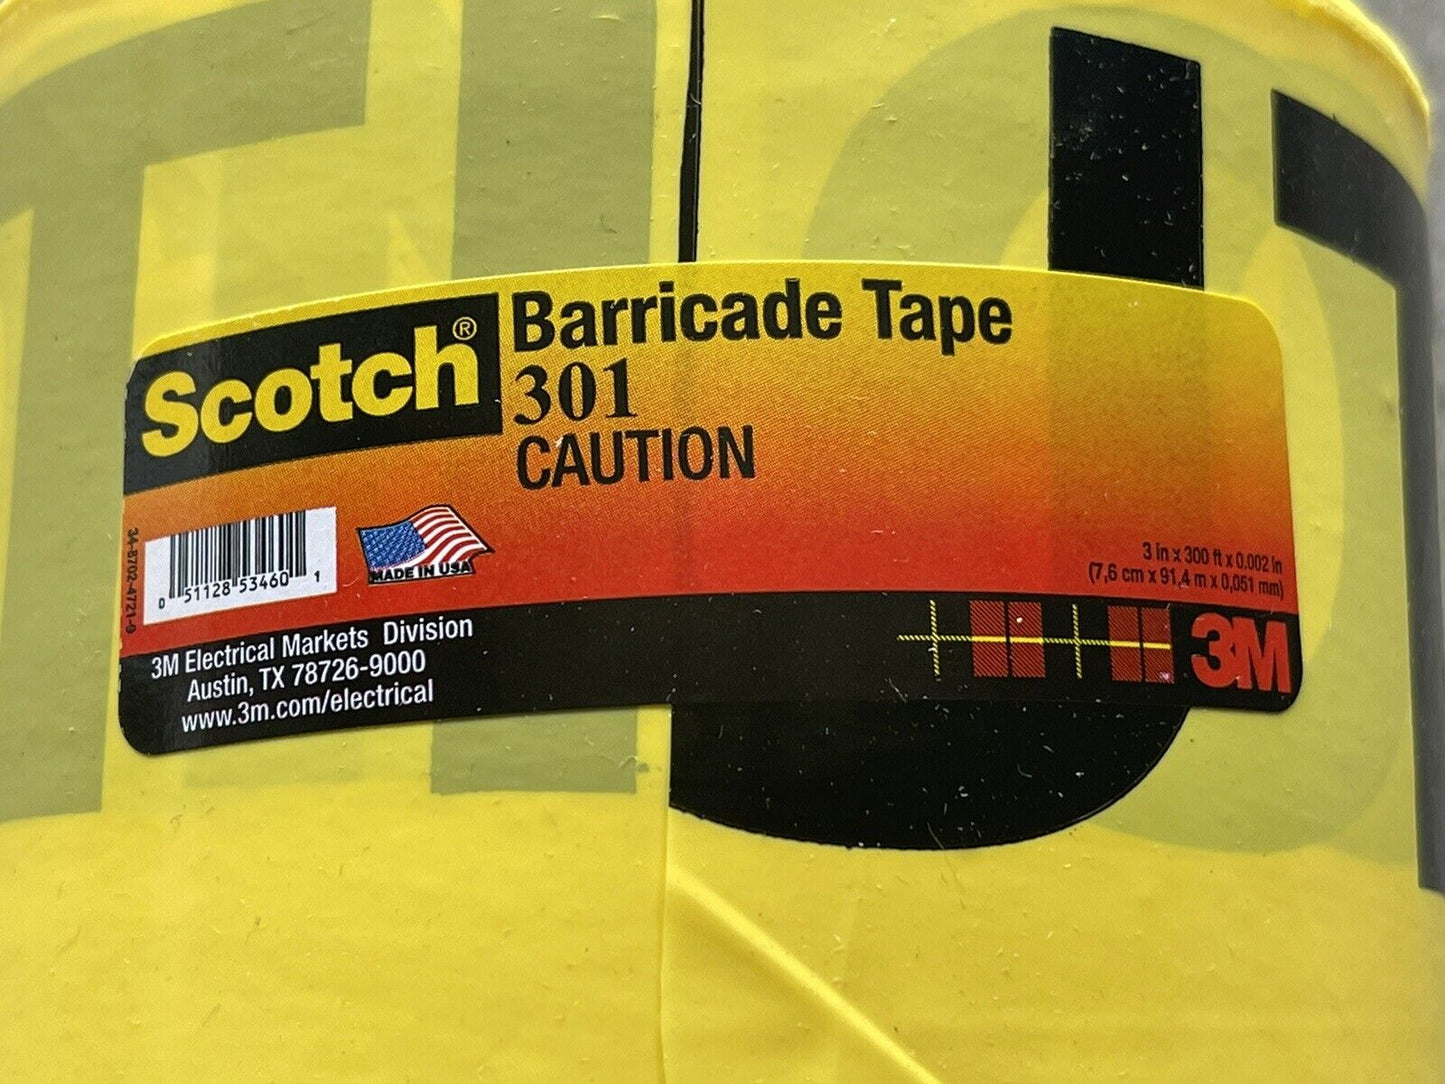 Scotch®
Barricade Tape
301
CAUTION
34-8702-4721-9
0 51128 53460 1
MADE IN USA
3 in x 300 ft x 0.002 in
(7,6 cm x 91,4 m x 0,051 mm)
3M Electrical Markets Division
Austin, TX 78726-9000
www.3m.com/electrical
3M